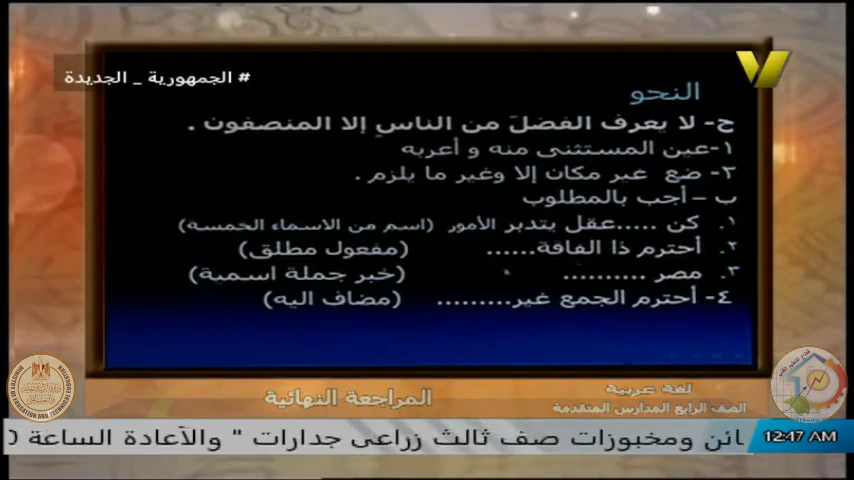 # الجمهورية _ الجديدة
النحو
ح- لا يعرف الفضلَ من الناسِ إلا المنصفون .
١-عين المستثنى منه و أعربه
٢- ضع غير مكان إلا وغير ما يلزم .
ب – أجب بالمطلوب
١. كن .....عقل يتدبر الأمور (اسم من الاسماء الخمسة)
٢. أحترم ذا الفاقة...... (مفعول مطلق)
٣. مصر .......... (خبر جملة اسمية)
٤- أحترم الجمع غير......... (مضاف اليه)
لغة عربية
الصف الرابع المدارس المتقدمة
المراجعة النهائية
ائن ومخبوزات صف ثالث زراعى جدارات " والآعادة الساعة 0
12:47 AM